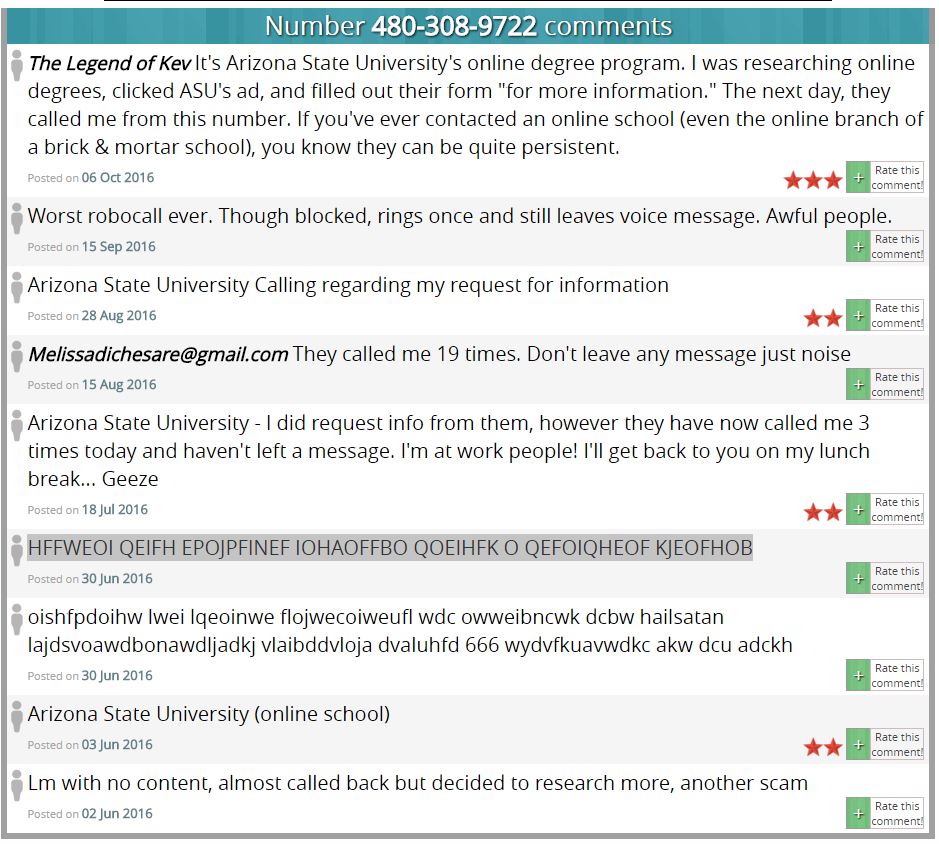 Number 480-308-9722 comments
The Legend of Kev It's Arizona State University's online degree program. I was researching online
degrees, clicked ASU's ad, and filled out their form "for more information." The next day, they
called me from this number. If you've ever contacted an online school (even the online branch of
a brick & mortar school), you know they can be quite persistent.
Posted on 06 Oct 2016
+ Rate this
comment!
Worst robocall ever. Though blocked, rings once and still leaves voice message. Awful people.
Posted on 15 Sep 2016
+ Rate this
comment!
Arizona State University Calling regarding my request for information
Posted on 28 Aug 2016
+ Rate this
comment!
Melissadichesare@gmail.com They called me 19 times. Don't leave any message just noise
Posted on 15 Aug 2016
+ Rate this
comment!
Arizona State University - I did request info from them, however they have now called me 3
times today and haven't left a message. I'm at work people! I'll get back to you on my lunch
break... Geeze
Posted on 18 Jul 2016
+ Rate this
comment!
HFFWEOI QEIFH EPOJPFINEF IOHAOFFBO QOEIHFK O QEFOIQHEOF KJEOFHOB
Posted on 30 Jun 2016
+ Rate this
comment!
oishfpdoihw lwei lqeoinwe flojwecoiweufl wdc owweibncwk dcbw hailsatan
lajdsvoawdbonawdljadkj vlaibddvloja dvaluhfd 666 wydvfkuavwdkc akw dcu adckh
Posted on 30 Jun 2016
+ Rate this
comment!
Arizona State University (online school)
Posted on 03 Jun 2016
+ Rate this
comment!
Lm with no content, almost called back but decided to research more, another scam
Posted on 02 Jun 2016
+ Rate this
comment!